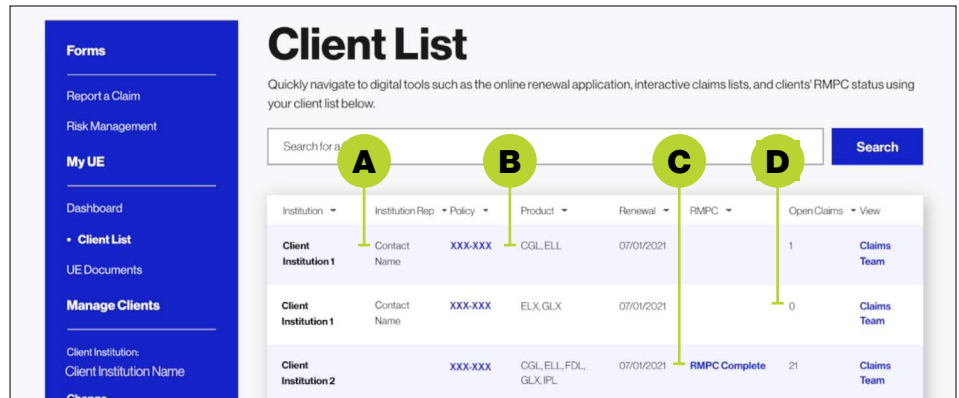 Forms
Report a Claim
Risk Management
My UE
Dashboard
• Client List
UE Documents
Manage Clients
Client Institution:
Client Institution Name
Client List
Quickly navigate to digital tools such as the online renewal application, interactive claims lists, and clients' RMPC status using
your client list below.
Search for a
Search
A
B
C
D
Institution Institution Rep Policy Product Renewal RMPC Open Claims View
Client Contact XXX-XXX CGL, ELL 07/01/2021 1 Claims
Institution 1 Name Team
Client Contact XXX-XXX ELX, GLX 07/01/2021 0 Claims
Institution 1 Name Team
Client XXX-XXX CGL, ELL, FDL, 07/01/2021 RMPC Complete 21 Claims
Institution 2 GLX, IPL Team